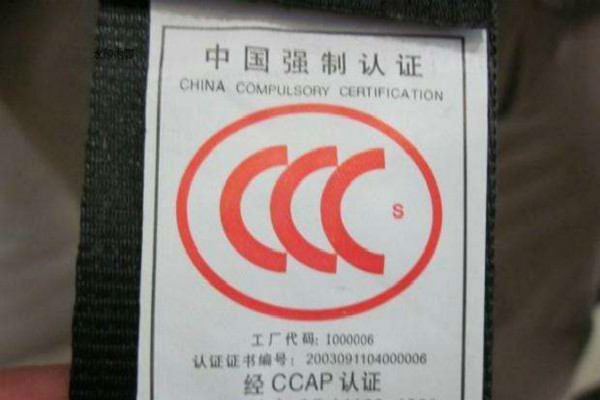 中国强制认证
CHINA COMPULSORY CERTIFICATION
CCC
S
工厂代码: I000006
认证证书编号: 2003091104000006
经 CCAP 认证